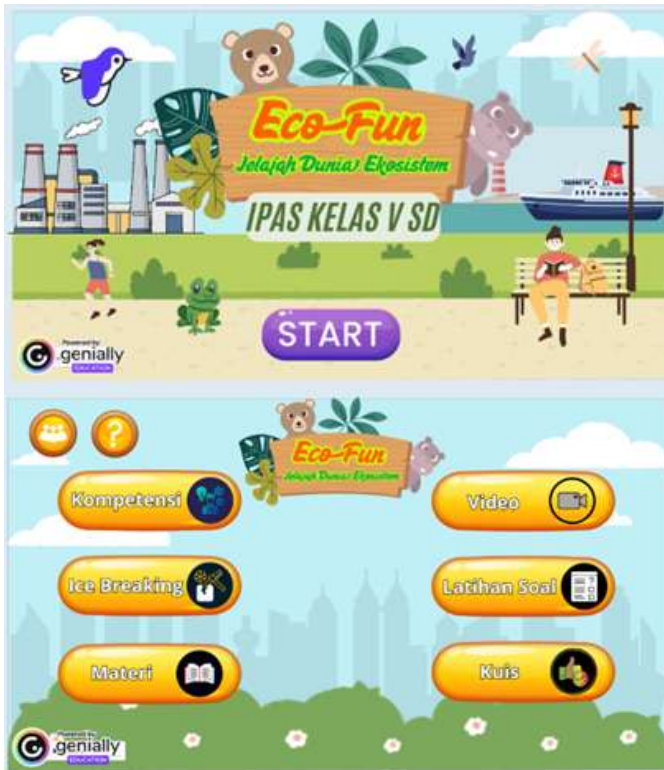 Eco-Fun
Jelajah Dunia Ekosistem
IPAS KELAS V SD
START
Powered by
genially
EDUCATION
?
Eco-Fun
Jelajah Dunia Ekosistem
Kompetensi
Video
Ice Breaking
Latihan Soal
Materi
Kuis
Powered by
genially
EDUCATION